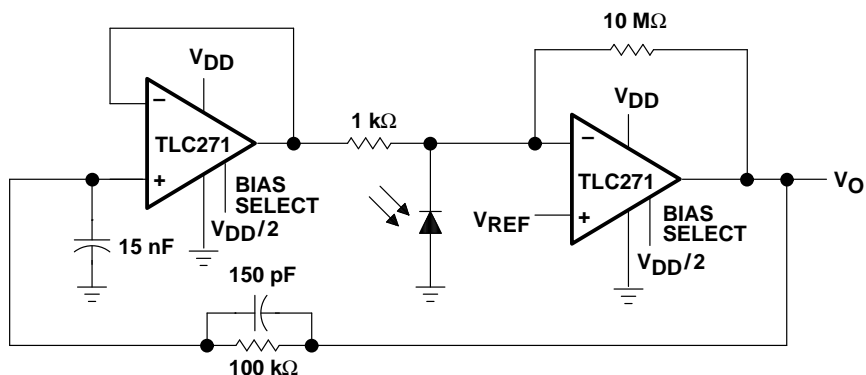 10 MΩ
VDD
−
TLC271
+
BIAS
SELECT
VDD/2
15 nF
1 kΩ
VDD
−
TLC271
VREF
+
BIAS
SELECT
VDD/2
VO
150 pF
100 kΩ